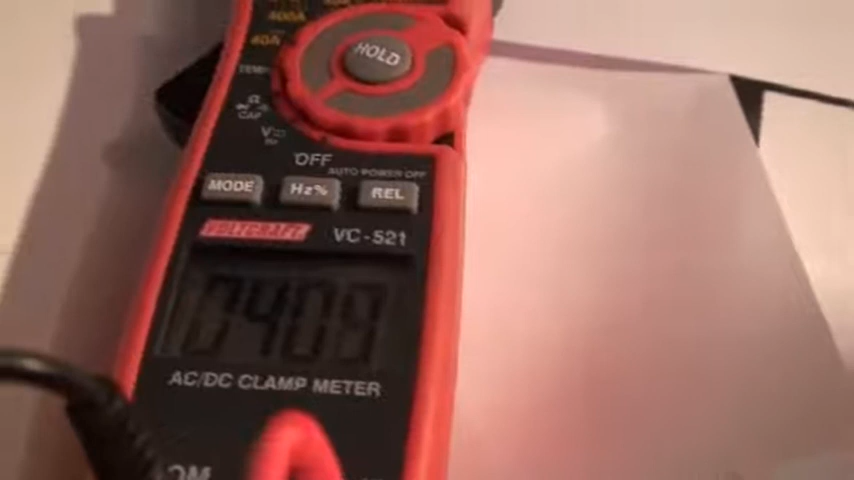 400A
40A
HOLD
TEMP
Ω
CAP
V
OFF
AUTO POWER OFF
MODE Hz% REL
VOLTCRAFT VC-521
0409
AC/DC CLAMP METER